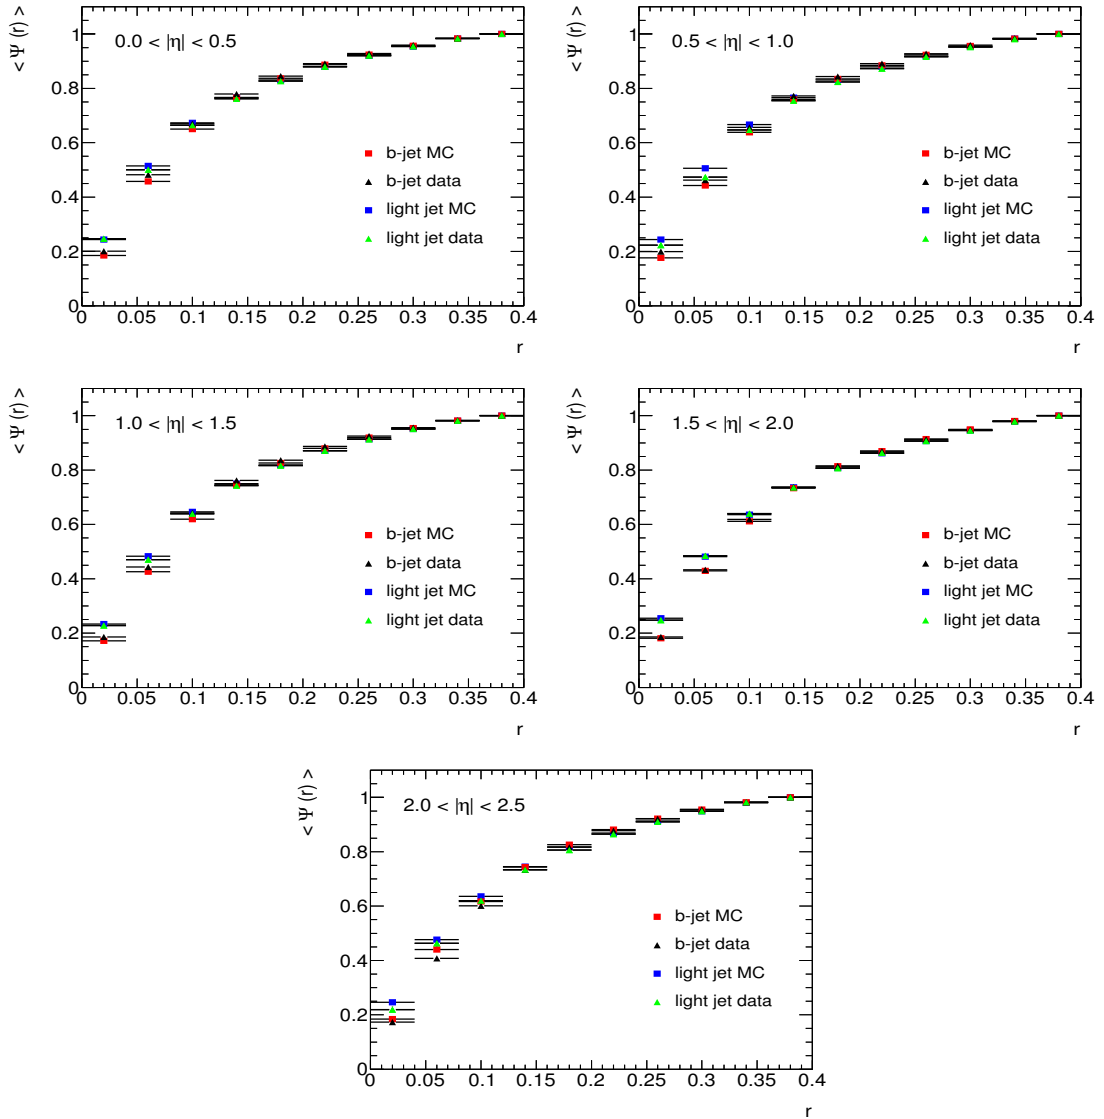 < Ψ (r) >
0.0 < |η| < 0.5
1
0.8
0.6
0.4
0.2
0
b-jet MC
b-jet data
light jet MC
light jet data
0 0.05 0.1 0.15 0.2 0.25 0.3 0.35 0.4
r
< Ψ (r) >
0.5 < |η| < 1.0
1
0.8
0.6
0.4
0.2
0
b-jet MC
b-jet data
light jet MC
light jet data
0 0.05 0.1 0.15 0.2 0.25 0.3 0.35 0.4
r
< Ψ (r) >
1.0 < |η| < 1.5
1
0.8
0.6
0.4
0.2
0
b-jet MC
b-jet data
light jet MC
light jet data
0 0.05 0.1 0.15 0.2 0.25 0.3 0.35 0.4
r
< Ψ (r) >
1.5 < |η| < 2.0
1
0.8
0.6
0.4
0.2
0
b-jet MC
b-jet data
light jet MC
light jet data
0 0.05 0.1 0.15 0.2 0.25 0.3 0.35 0.4
r
< Ψ (r) >
2.0 < |η| < 2.5
1
0.8
0.6
0.4
0.2
0
b-jet MC
b-jet data
light jet MC
light jet data
0 0.05 0.1 0.15 0.2 0.25 0.3 0.35 0.4
r